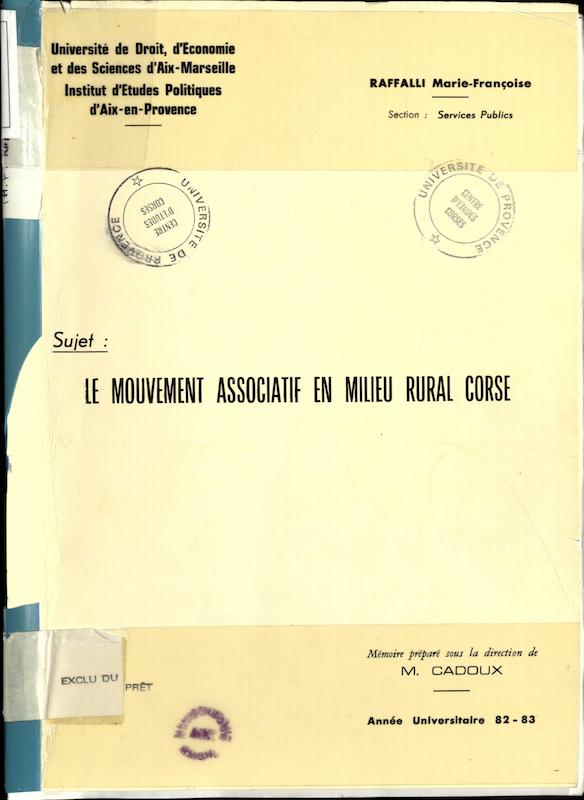 Université de Droit, d'Economie
et des Sciences d'Aix-Marseille
Institut d'Etudes Politiques
d'Aix-en-Provence
RAFFALLI Marie-Françoise
Section : Services Publics
UNIVERSITE DE PROVENCE
CENTRE
D'ETUDES
CORSES
UNIVERSITE DE PROVENCE
CENTRE
D'ETUDES
CORSES
Sujet :
LE MOUVEMENT ASSOCIATIF EN MILIEU RURAL CORSE
Mémoire préparé sous la direction de
M. CADOUX
EXCLU DU PRÊT
Année Universitaire 82-83